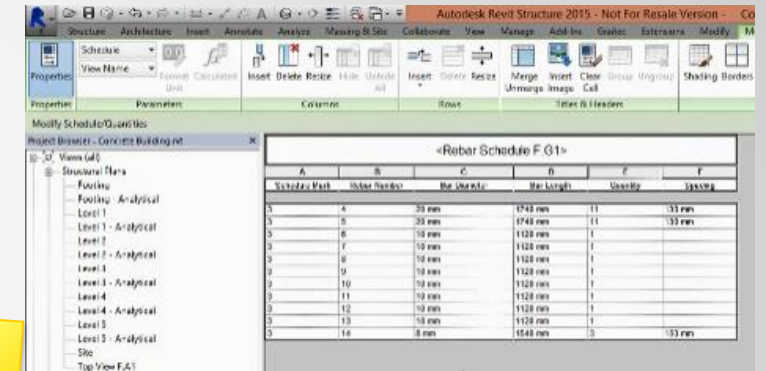 Autodesk Revit Structure 2015 - Not For Resale Version - Co
Structure Architecture Insert Annotate Analyze Massing & Site Collaborate View Manage Add-Ins Graitec Extensions Modify M
Properties Schedule View Name Format Unit Calculated Insert Delete Resize Hide Unhide All Insert Delete Resize Merge Unmerge Insert Image Clear Cell Group Ungroup Shading Borders
Properties Parameters Columns Rows Titles & Headers
Modify Schedule/Quantities
Project Browser - Concrete Building.rvt
Views (all)
Structural Plans
Footing
Footing - Analytical
Level 1
Level 1 - Analytical
Level 2
Level 2 - Analytical
Level 3
Level 3 - Analytical
Level 4
Level 4 - Analytical
Level 5
Level 5 - Analytical
Site
Top View F.A1
<Rebar Schedule F.G1>
A B C D E F
Schedule Mark Rebar Number Bar Diameter Bar Length Quantity Spacing
3 4 20 mm 1740 mm 11
3 5 20 mm 1740 mm 11
3 6 10 mm 1120 mm 1
3 7 10 mm 1120 mm 1
3 8 10 mm 1120 mm 1
3 9 10 mm 1120 mm 1
3 10 10 mm 1120 mm 1
3 11 10 mm 1120 mm 1
3 12 10 mm 1120 mm 1
3 13 10 mm 1120 mm 1
3 14 8 mm 1540 mm 3